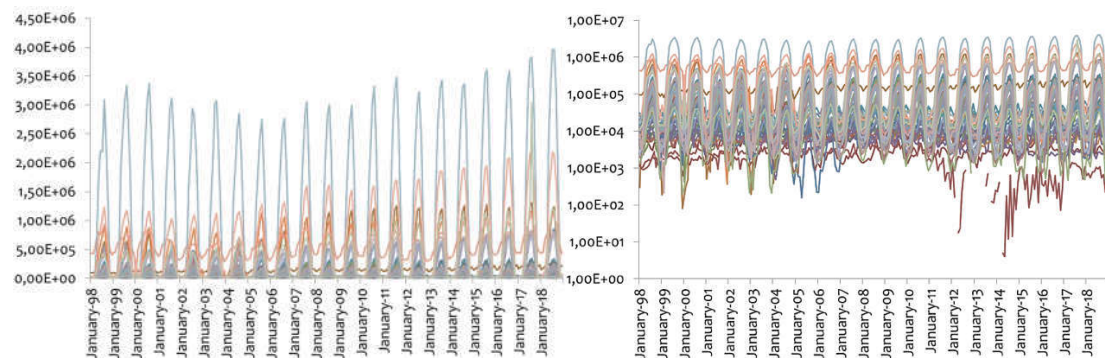 4,50E+06
4,00E+06
3,50E+06
3,00E+06
2,50E+06
2,00E+06
1,50E+06
1,00E+06
5,00E+05
0,00E+00
January-98
January-99
January-00
January-01
January-02
January-03
January-04
January-05
January-06
January-07
January-08
January-09
January-10
January-11
January-12
January-13
January-14
January-15
January-16
January-17
January-18
1,00E+07
1,00E+06
1,00E+05
1,00E+04
1,00E+03
1,00E+02
1,00E+01
1,00E+00
January-98
January-99
January-00
January-01
January-02
January-03
January-04
January-05
January-06
January-07
January-08
January-09
January-10
January-11
January-12
January-13
January-14
January-15
January-16
January-17
January-18